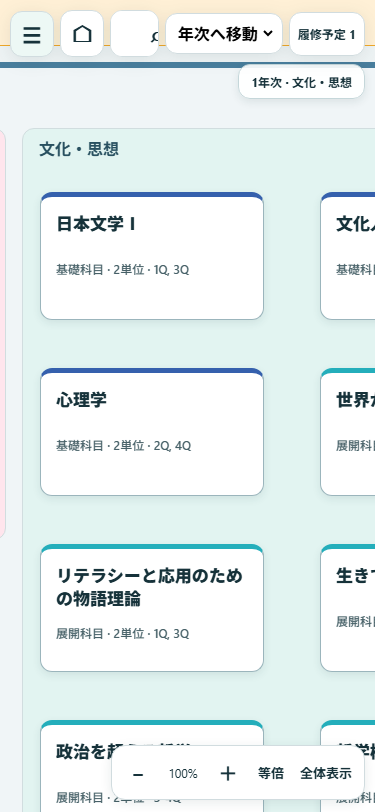 年次へ移動
履修予定 1
1年次・文化・思想
文化・思想
日本文学 I
基礎科目・2単位・1Q, 3Q
文化
基礎科目
心理学
基礎科目・2単位・2Q, 4Q
世界
展開科目
リテラシーと応用のため
の物語理論
展開科目・2単位・1Q, 3Q
生き
展開科目
政治を
展開科目
− 100% + 等倍 全体表示